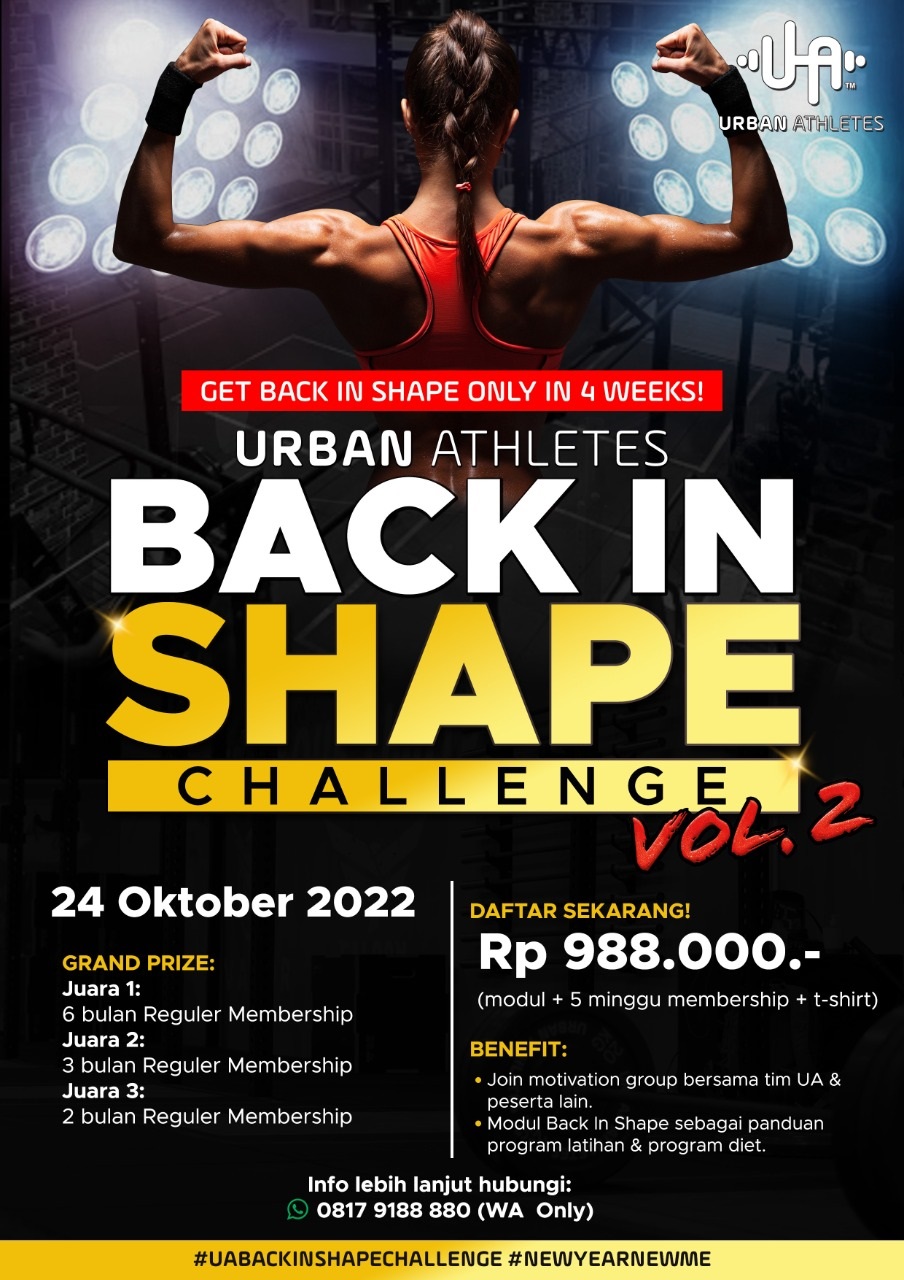 UA
TM
URBAN ATHLETES
GET BACK IN SHAPE ONLY IN 4 WEEKS!
URBAN ATHLETES
BACK IN
SHAPE
CHALLENGE
VOL. 2
24 Oktober 2022
GRAND PRIZE:
Juara 1:
6 bulan Reguler Membership
Juara 2:
3 bulan Reguler Membership
Juara 3:
2 bulan Reguler Membership
DAFTAR SEKARANG!
Rp 988.000.-
(modul + 5 minggu membership + t-shirt)
BENEFIT:
• Join motivation group bersama tim UA &
peserta lain.
• Modul Back In Shape sebagai panduan
program latihan & program diet.
Info lebih lanjut hubungi:
0817 9188 880 (WA Only)
#UABACKINSHAPECHALLENGE #NEWYEARNEWME